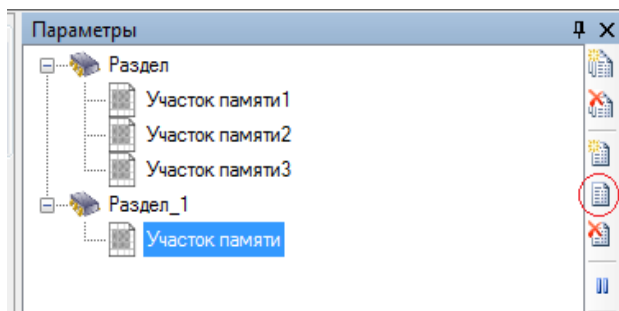 Параметры
Раздел
Участок памяти1
Участок памяти2
Участок памяти3
Раздел_1
Участок памяти